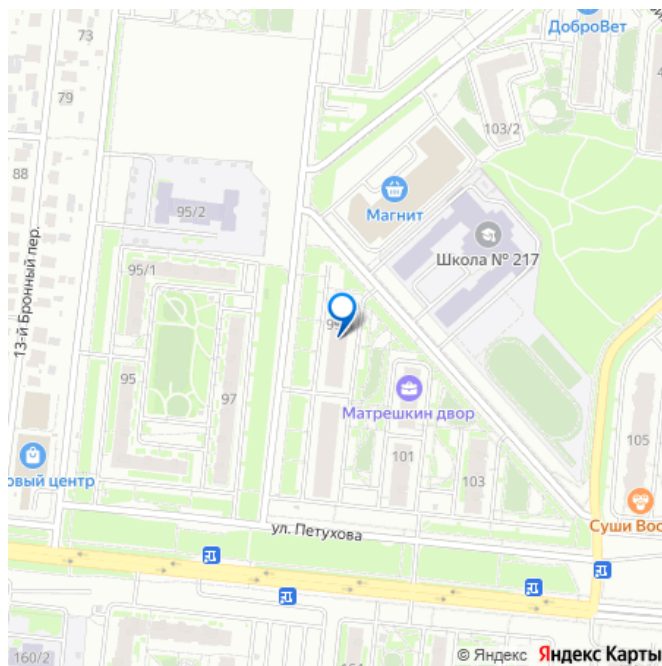 73
ДоброВет
79
103/2
88
95/2
Магнит
Школа № 217
95/1
13-й Бронный пер.
95
97
Матрешкин двор
105
101
103
овый центр
Суши Вос
ул. Петухова
160/2
© Яндекс Яндекс Карты